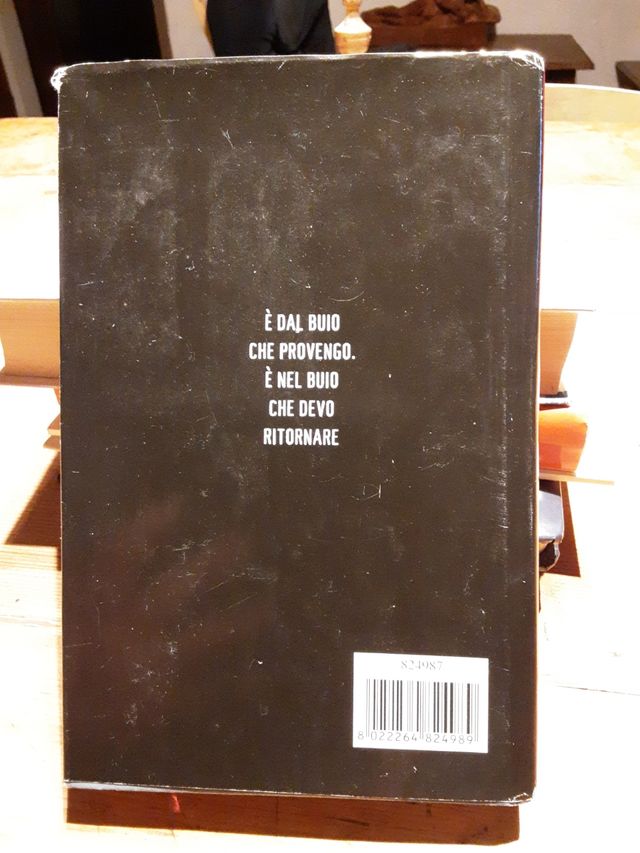 È DAL BUIO
CHE PROVENGO.
È NEL BUIO
CHE DEVO
RITORNARE
824987
8 022264 824989